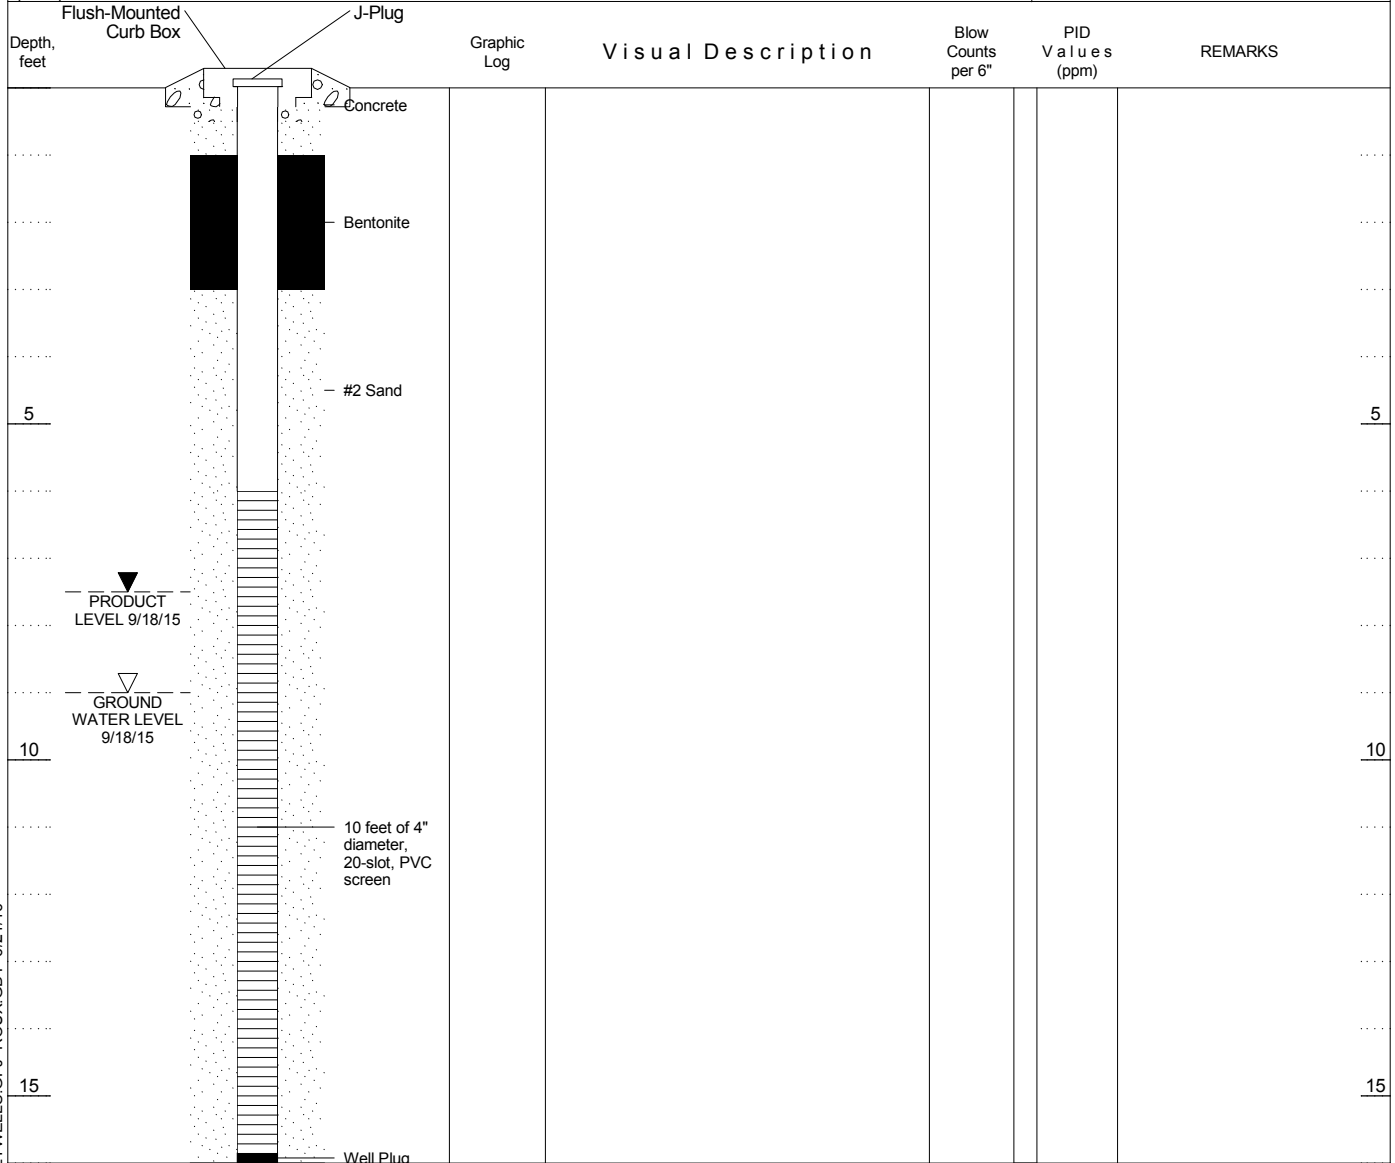 Flush-Mounted
Curb Box
J-Plug
Depth,
feet
Graphic
Log
Visual Description
Blow
Counts
per 6"
PID
Values
(ppm)
REMARKS
Concrete
Bentonite
#2 Sand
5
5
PRODUCT
LEVEL 9/18/15
GROUND
WATER LEVEL
9/18/15
10
10
10 feet of 4"
diameter,
20-slot, PVC
screen
15
15
Well Plug